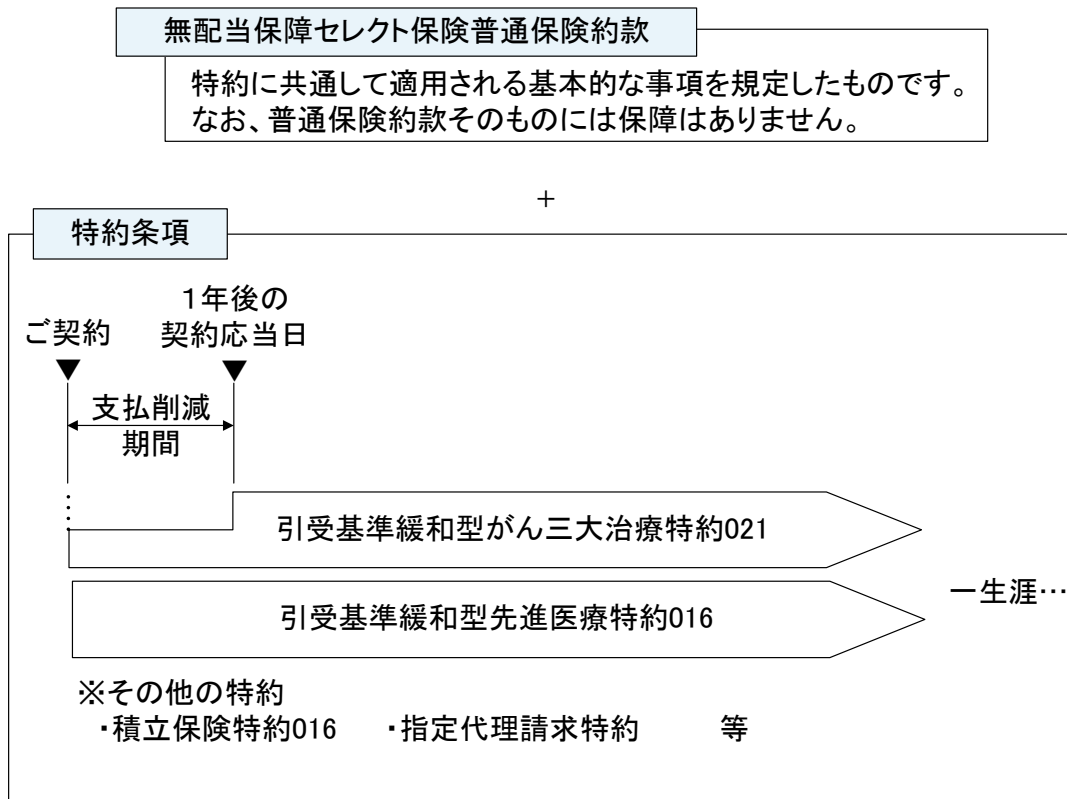 無配当保障セレクト保険普通保険約款
特約に共通して適用される基本的な事項を規定したものです。
なお、普通保険約款そのものには保障はありません。
+
特約条項
１年後の
ご契約 契約応当日
▼ ▼
支払削減
期間
引受基準緩和型がん三大治療特約021
引受基準緩和型先進医療特約016
一生涯…
※その他の特約
・積立保険特約016 ・指定代理請求特約 等